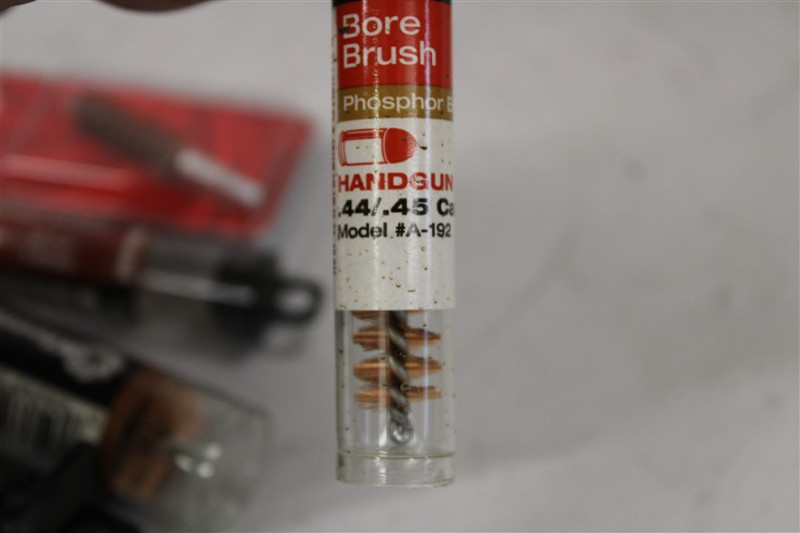 Bore
Brush
Phosphor B
HANDGUN
.44/.45 Ca
Model #A-192